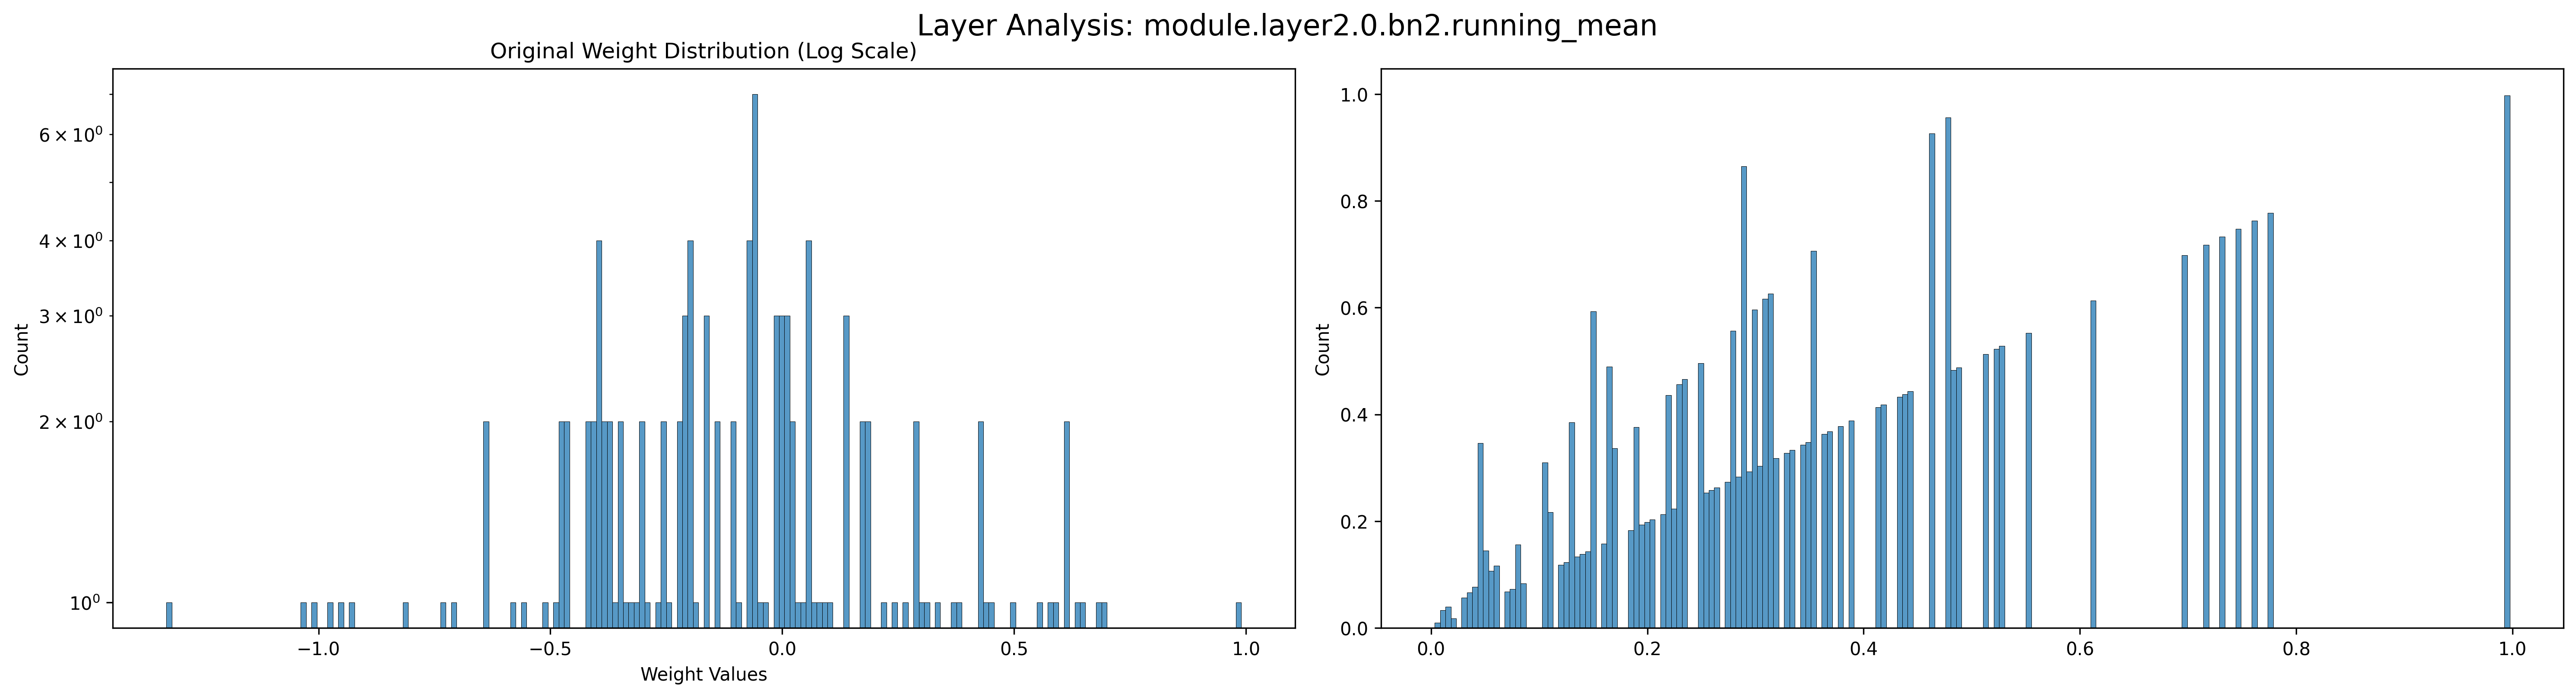 Layer Analysis: module.layer2.0.bn2.running_mean
Original Weight Distribution (Log Scale)
Count
6 × 10⁰
4 × 10⁰
3 × 10⁰
2 × 10⁰
10⁰
−1.0 −0.5 0.0 0.5 1.0
Weight Values
Count
1.0
0.8
0.6
0.4
0.2
0.0
0.0 0.2 0.4 0.6 0.8 1.0